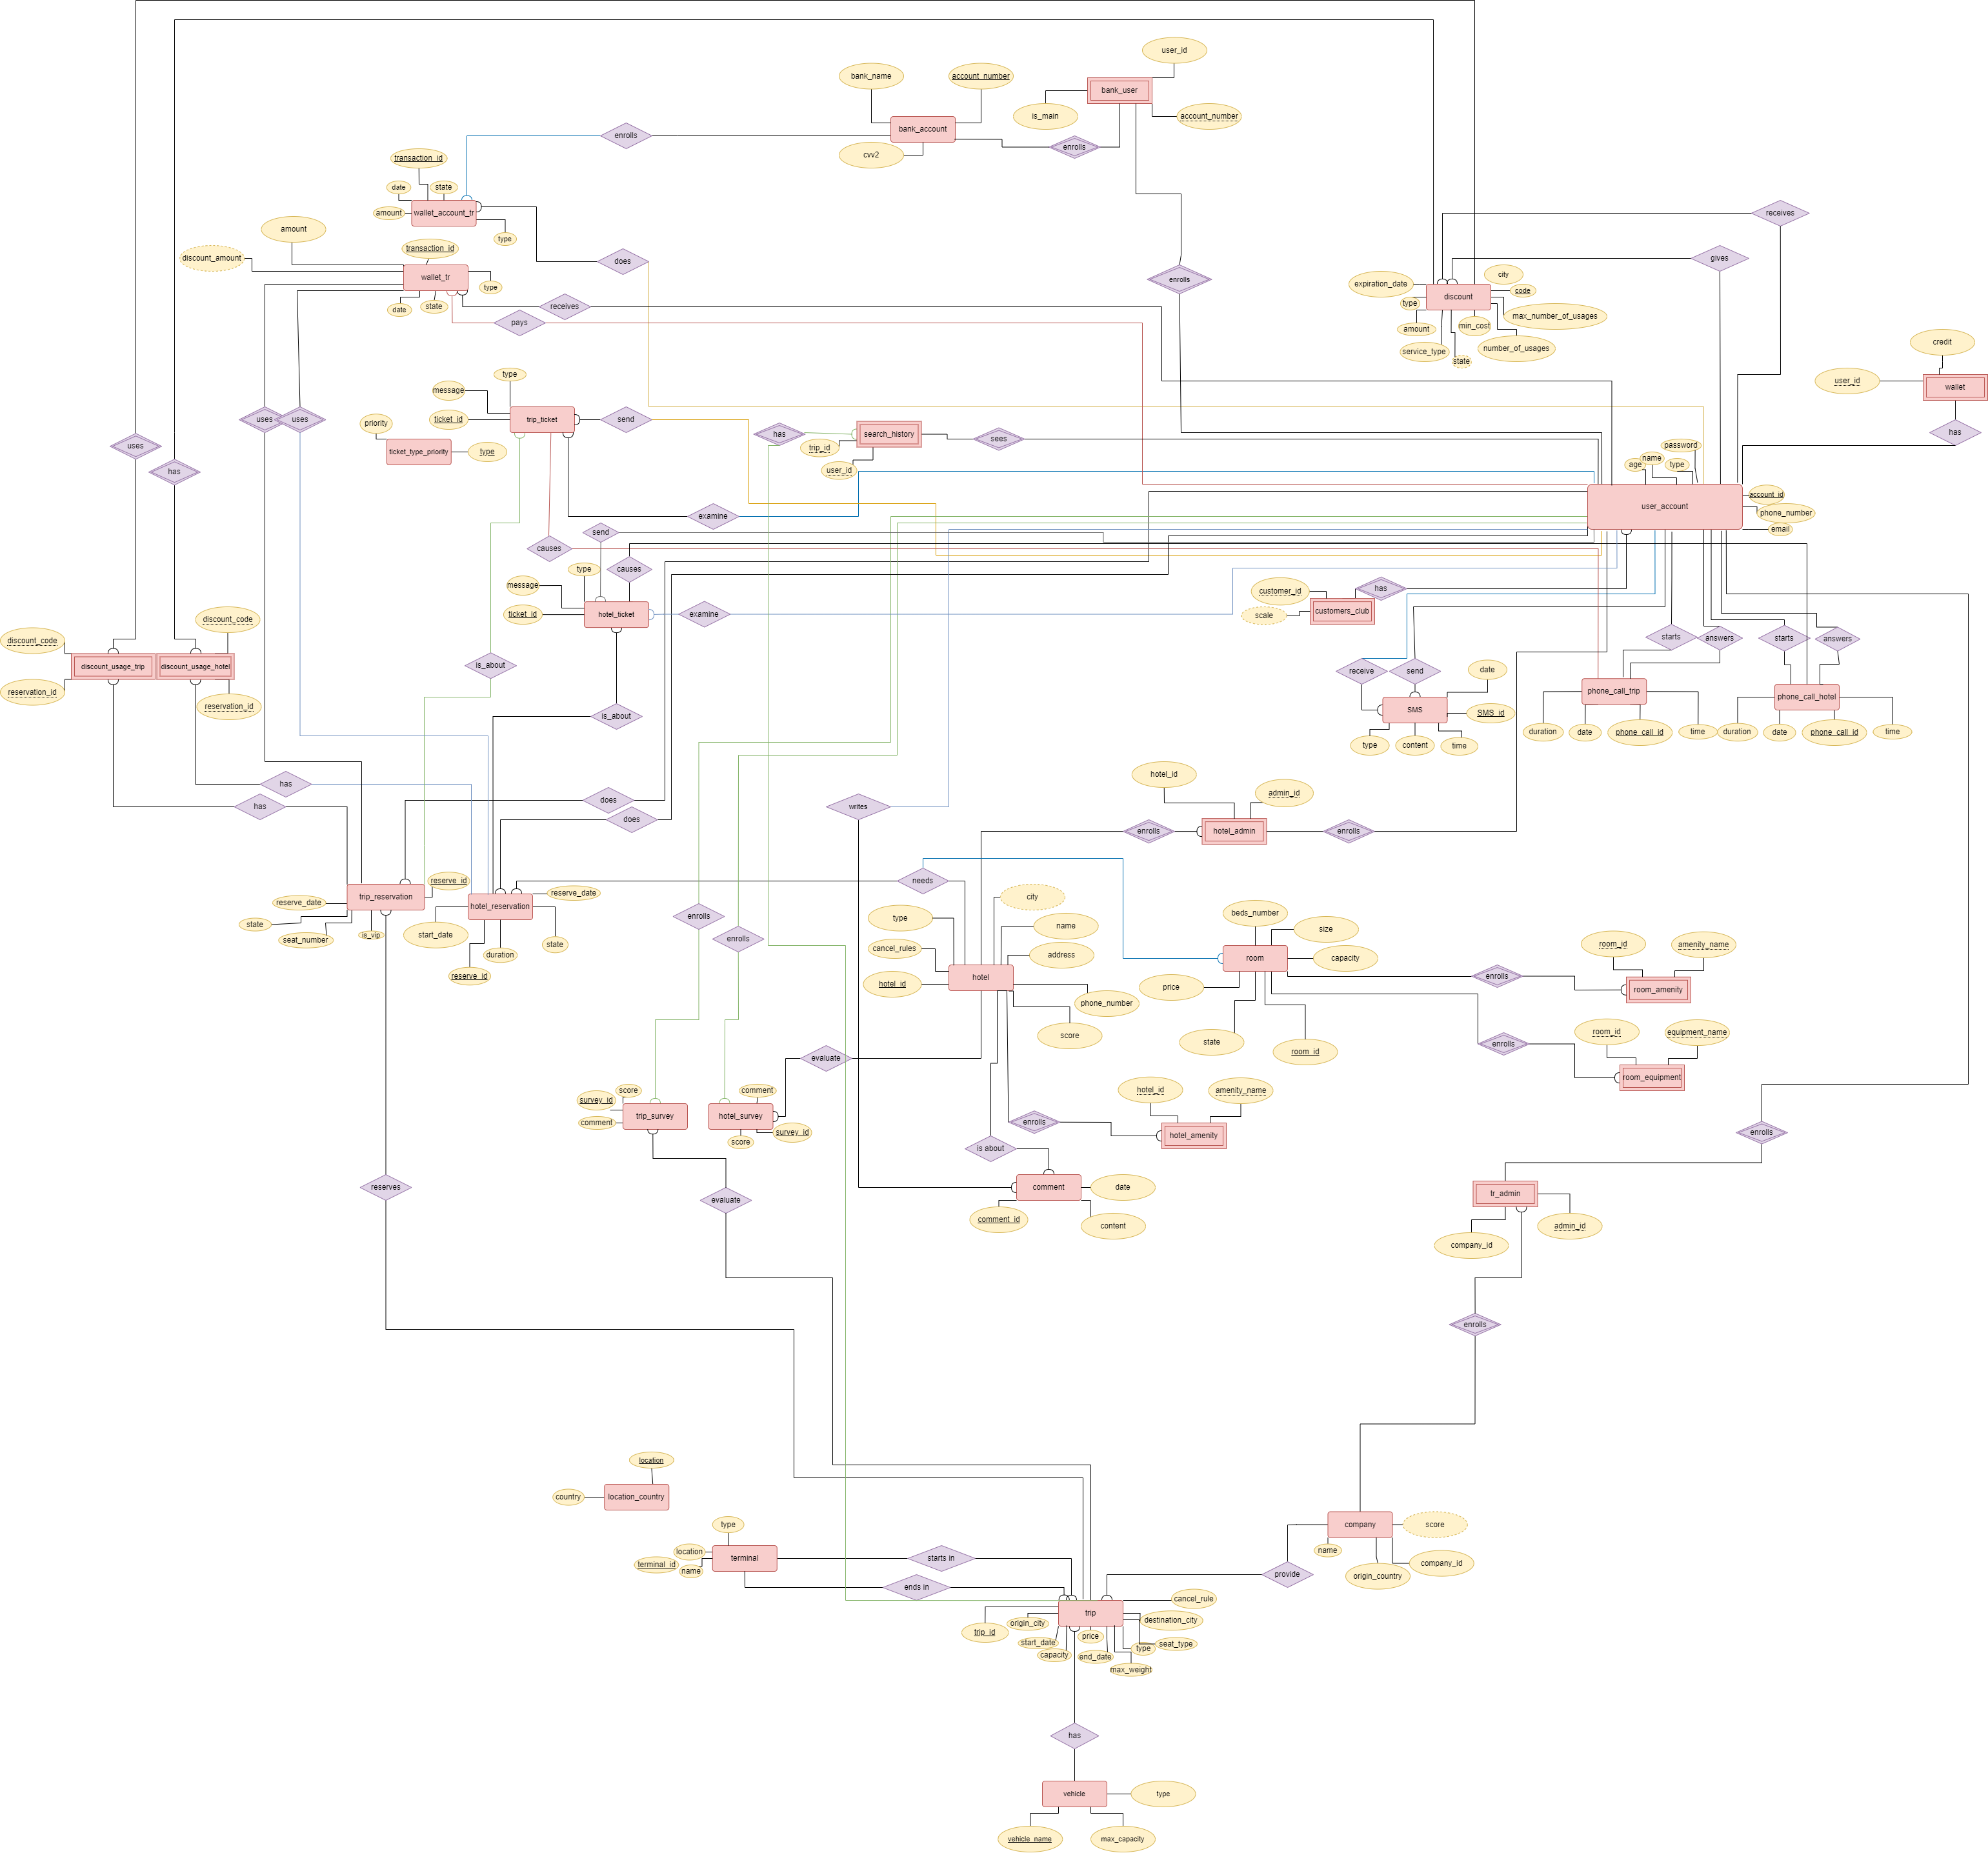 user_id
bank_name
account_number
bank_user
is_main
account_number
bank_account
enrolls
enrolls
cvv2
transaction_id
date
state
amount
wallet_account_tr
type
receives
amount
transaction_id
discount_amount
wallet_tr
type
date
state
does
gives
enrolls
receives
pays
city
expiration_date
code
discount
type
max_number_of_usages
amount
min_cost
service_type
number_of_usages
state
credit
user_id
wallet
has
type
message
ticket_id
trip_ticket
send
priority
ticket_type_priority
type
uses
uses
uses
has
has
search_history
sees
trip_id
user_id
password
name
age
type
account_id
user_account
phone_number
email
examine
send
causes
causes
type
message
ticket_id
hotel_ticket
examine
customer_id
has
scale
customers_club
discount_code
discount_code
discount_usage_trip
discount_usage_hotel
reservation_id
reservation_id
is_about
is_about
starts
answers
starts
answers
receive
send
date
SMS
SMS_id
type
content
time
phone_call_trip
phone_call_hotel
duration
date
phone_call_id
time
duration
date
phone_call_id
time
has
has
does
does
writes
hotel_id
admin_id
enrolls
hotel_admin
enrolls
needs
reserve_id
trip_reservation
reserve_date
state
seat_number
is_vip
reserve_date
hotel_reservation
start_date
state
duration
reserve_id
enrolls
enrolls
city
type
name
cancel_rules
address
hotel
hotel_id
phone_number
score
beds_number
size
room
capacity
price
state
room_id
room_id
amenity_name
enrolls
room_amenity
room_id
equipment_name
enrolls
room_equipment
evaluate
score
survey_id
trip_survey
comment
comment
hotel_survey
survey_id
score
hotel_id
amenity_name
enrolls
hotel_amenity
is about
comment
date
comment_id
content
enrolls
tr_admin
company_id
admin_id
reserves
evaluate
enrolls
location
country
location_country
type
location
terminal
terminal_id
name
starts in
ends in
company
score
name
company_id
origin_country
provide
cancel_rule
trip
origin_city
destination_city
trip_id
price
start_date
seat_type
type
capacity
end_date
max_weight
has
vehicle
type
vehicle_name
max_capacity